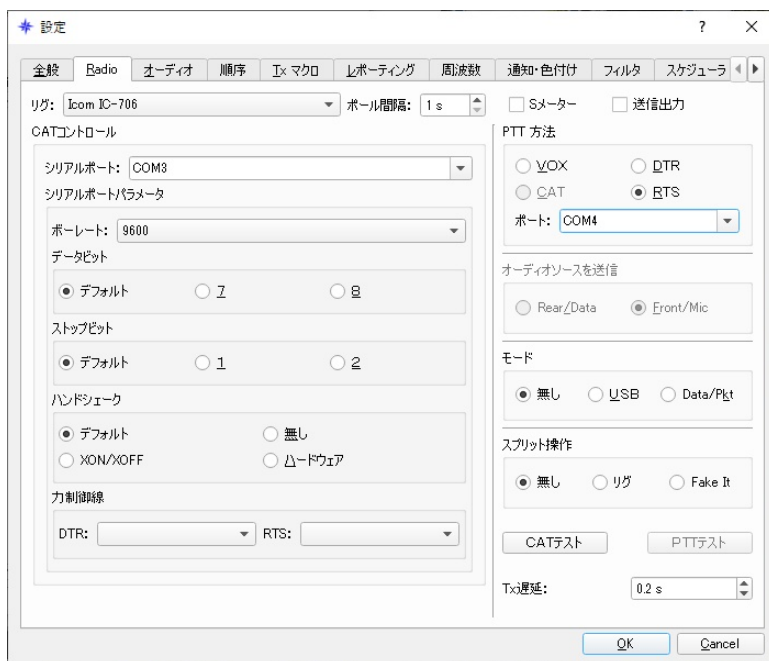 設定
?
全般 Radio オーディオ 順序 Tx マクロ レポーティング 周波数 通知・色付け フィルタ スケジューラ
リグ: Icom IC-706 ポール間隔: 1 s Sメーター 送信出力
CATコントロール
シリアルポート: COM3
シリアルポートパラメータ
ボーレート: 9600
データビット
デフォルト 7 8
ストップビット
デフォルト 1 2
ハンドシェーク
デフォルト 無し
XON/XOFF ハードウェア
力制御線
DTR: RTS:
PTT 方法
VOX DTR
CAT RTS
ポート: COM4
オーディオソースを送信
Rear/Data Front/Mic
モード
無し USB Data/Pkt
スプリット操作
無し リグ Fake It
CATテスト PTTテスト
Tx遅延: 0.2 s
OK Cancel